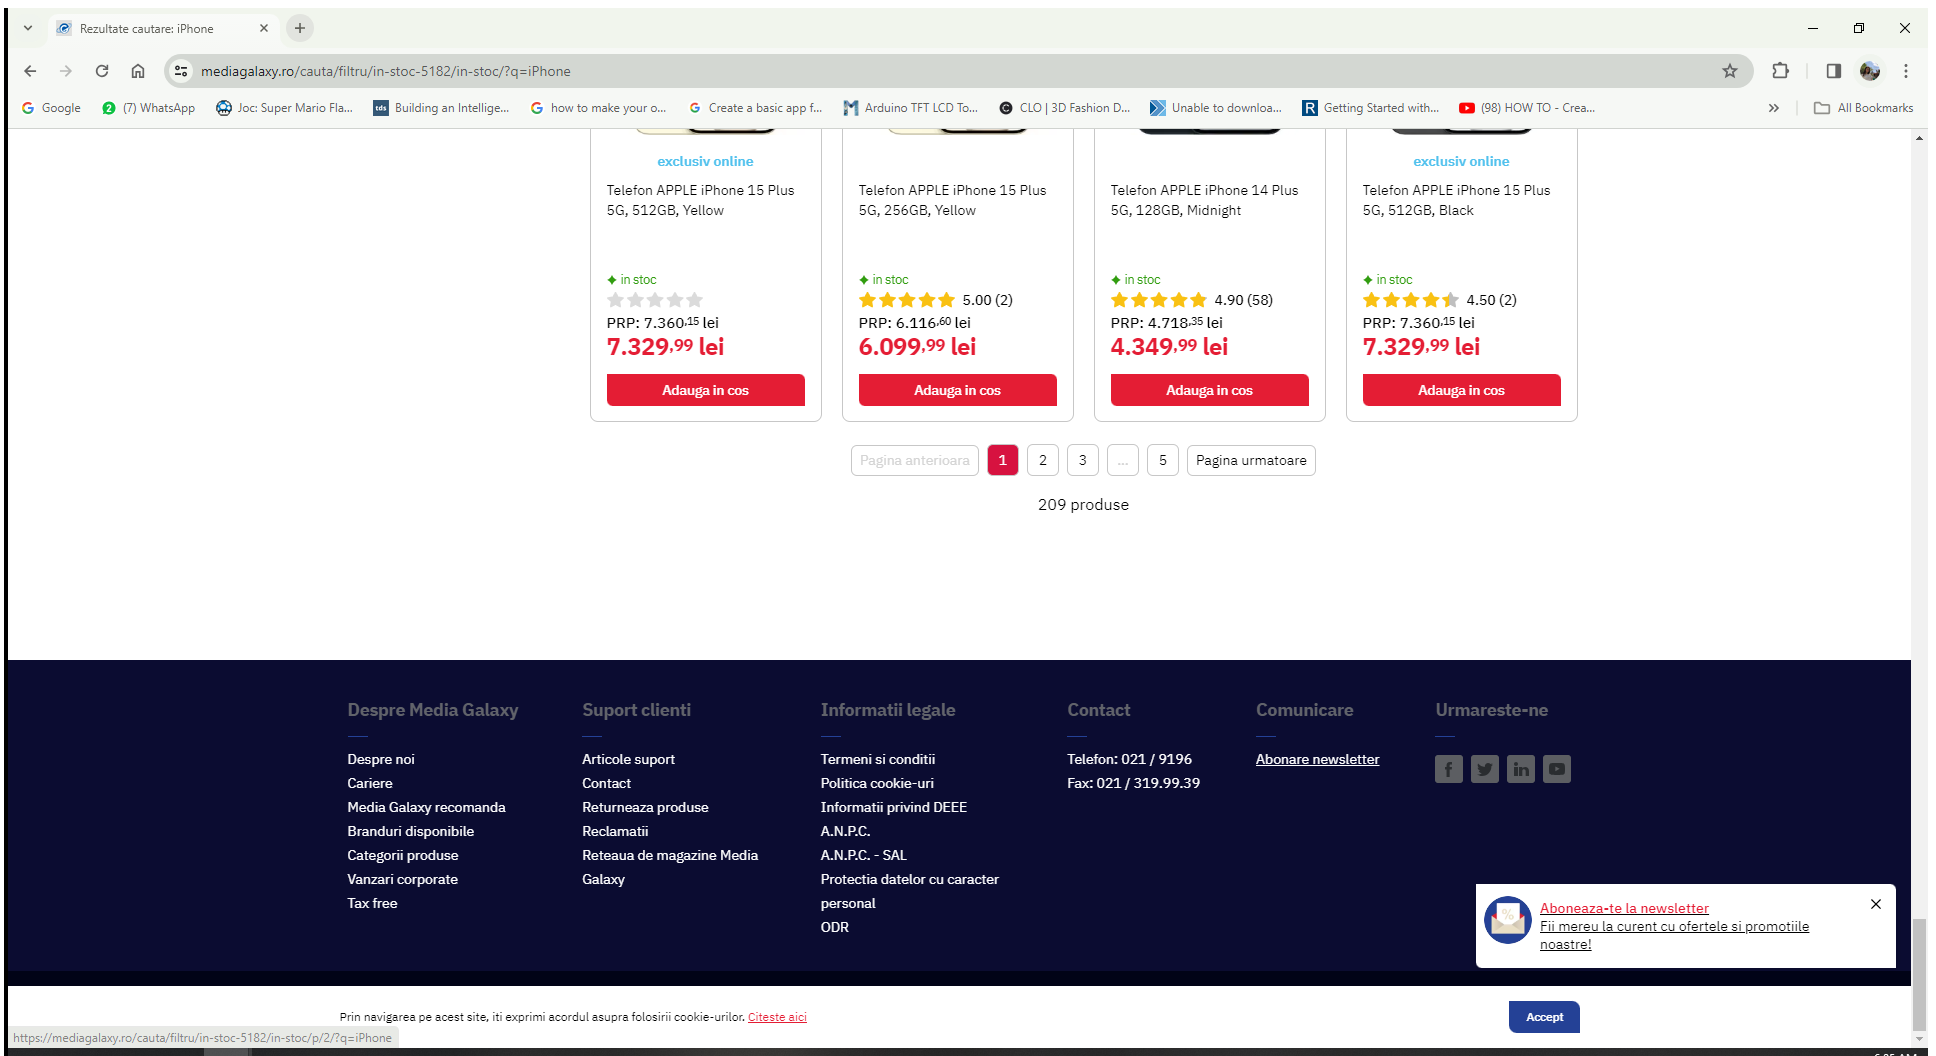 Rezultate cautare: iPhone
mediagalaxy.ro/cauta/filtru/in-stoc-5182/in-stoc/?q=iPhone
Google
(7) WhatsApp
Joc: Super Mario Fla...
Building an Intellige...
how to make your o...
Create a basic app f...
Arduino TFT LCD To...
CLO | 3D Fashion D...
Unable to downloa...
Getting Started with...
(98) HOW TO - Crea...
All Bookmarks
exclusiv online
Telefon APPLE iPhone 15 Plus
5G, 512GB, Yellow
in stoc
PRP: 7.360,15 lei
7.329,99 lei
Adauga in cos
Telefon APPLE iPhone 15 Plus
5G, 256GB, Yellow
in stoc
5.00 (2)
PRP: 6.116,60 lei
6.099,99 lei
Adauga in cos
Telefon APPLE iPhone 14 Plus
5G, 128GB, Midnight
in stoc
4.90 (58)
PRP: 4.718,35 lei
4.349,99 lei
Adauga in cos
exclusiv online
Telefon APPLE iPhone 15 Plus
5G, 512GB, Black
in stoc
4.50 (2)
PRP: 7.360,15 lei
7.329,99 lei
Adauga in cos
Pagina anterioara 1 2 3 ... 5 Pagina urmatoare
209 produse
Despre Media Galaxy
Despre noi
Cariere
Media Galaxy recomanda
Branduri disponibile
Categorii produse
Vanzari corporate
Tax free
Suport clienti
Articole suport
Contact
Returneaza produse
Reclamatii
Reteaua de magazine Media
Galaxy
Informatii legale
Termeni si conditii
Politica cookie-uri
Informatii privind DEEE
A.N.P.C.
A.N.P.C. - SAL
Protectia datelor cu caracter
personal
ODR
Contact
Telefon: 021 / 9196
Fax: 021 / 319.99.39
Comunicare
Abonare newsletter
Urmareste-ne
Aboneaza-te la newsletter
Fii mereu la curent cu ofertele si promotiile
noastre!
Prin navigarea pe acest site, iti exprimi acordul asupra folosirii cookie-urilor. Citeste aici
Accept
https://mediagalaxy.ro/cauta/filtru/in-stoc-5182/in-stoc/p/2/?q=iPhone